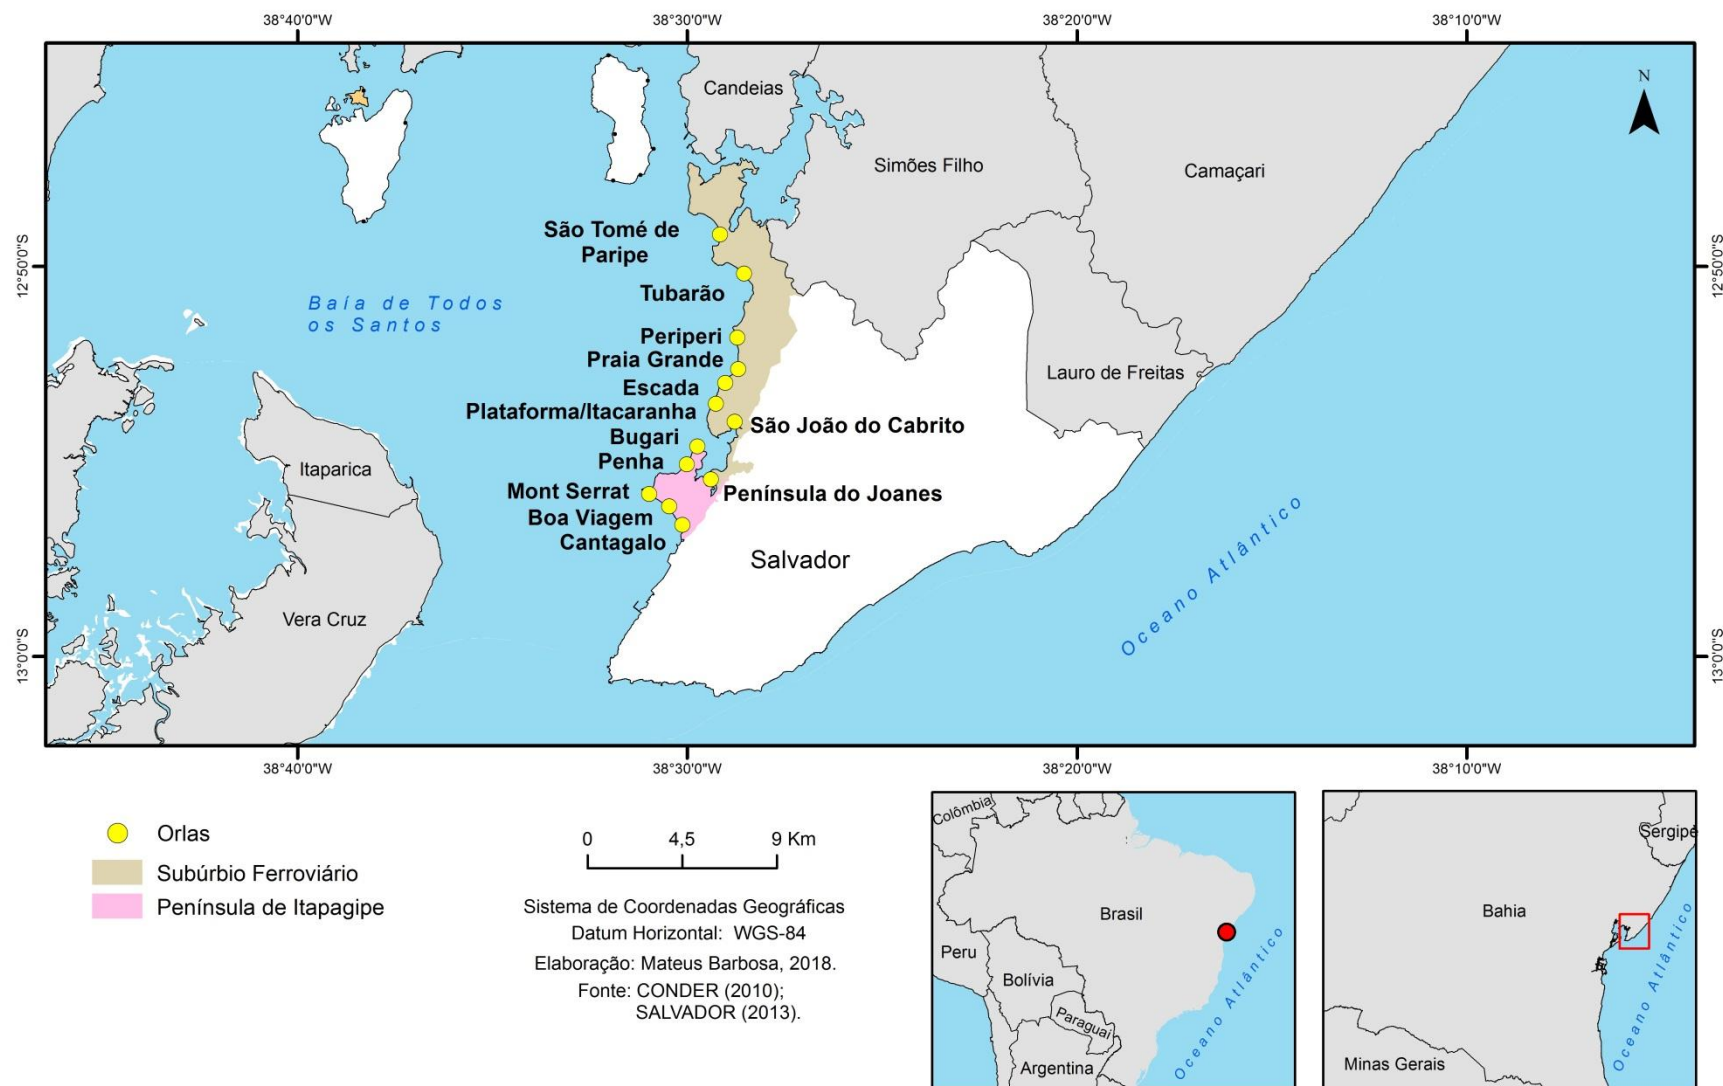 38°40'0"W
38°30'0"W
38°20'0"W
38°10'0"W
N
Candeias
Simões Filho
Camaçari
São Tomé de
Paripe
12°50'0"S
12°50'0"S
Tubarão
Baía de Todos
os Santos
Periperi
Praia Grande
Escada
Lauro de Freitas
Plataforma/Itacaranha
São João do Cabrito
Bugari
Penha
Itaparica
Mont Serrat
Península do Joanes
Boa Viagem
Cantagalo
Salvador
Oceano Atlântico
Vera Cruz
13°0'0"S
13°0'0"S
38°40'0"W
38°30'0"W
38°20'0"W
38°10'0"W
Orlas
Subúrbio Ferroviário
Península de Itapagipe
0 4,5 9 Km
Sistema de Coordenadas Geográficas
Datum Horizontal: WGS-84
Elaboração: Mateus Barbosa, 2018.
Fonte: CONDER (2010);
SALVADOR (2013).
Colômbia
Brasil
Peru
Bolívia
Paraguai
Argentina
Oceano Atlântico
Sergipe
Bahia
Minas Gerais
Oceano Atlântico